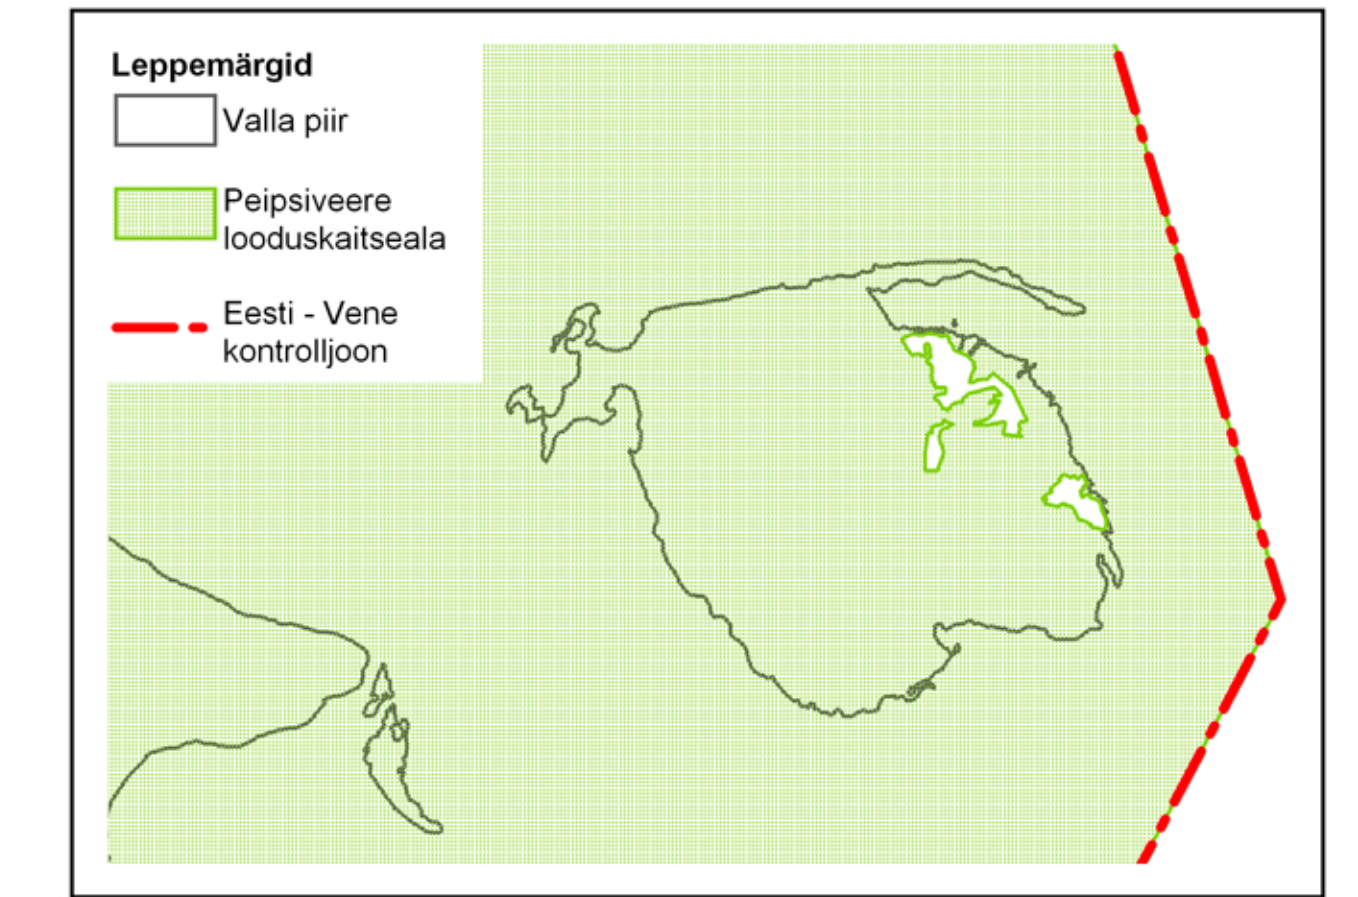 Leppemärgid
Valla piir
Peipsiveere
looduskaitseala
Eesti - Vene
kontrolljoon